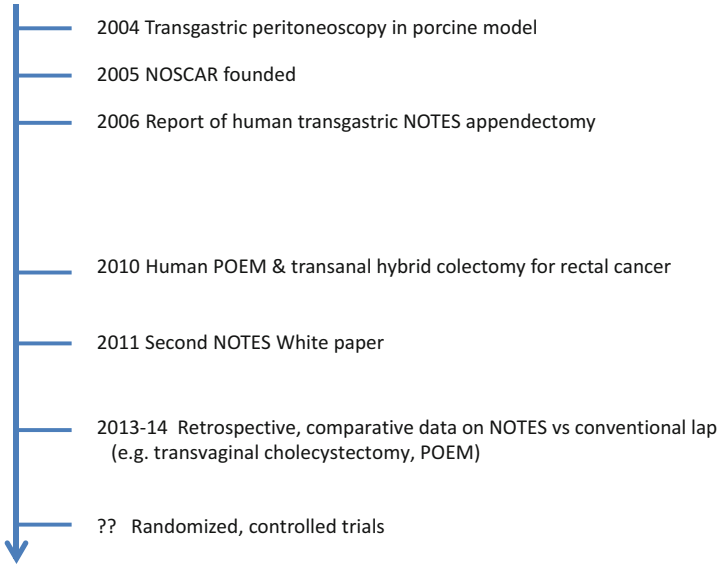 2004 Transgastric peritoneoscopy in porcine model
2005 NOSCAR founded
2006 Report of human transgastric NOTES appendectomy
2010 Human POEM & transanal hybrid colectomy for rectal cancer
2011 Second NOTES White paper
2013-14 Retrospective, comparative data on NOTES vs conventional lap
(e.g. transvaginal cholecystectomy, POEM)
?? Randomized, controlled trials